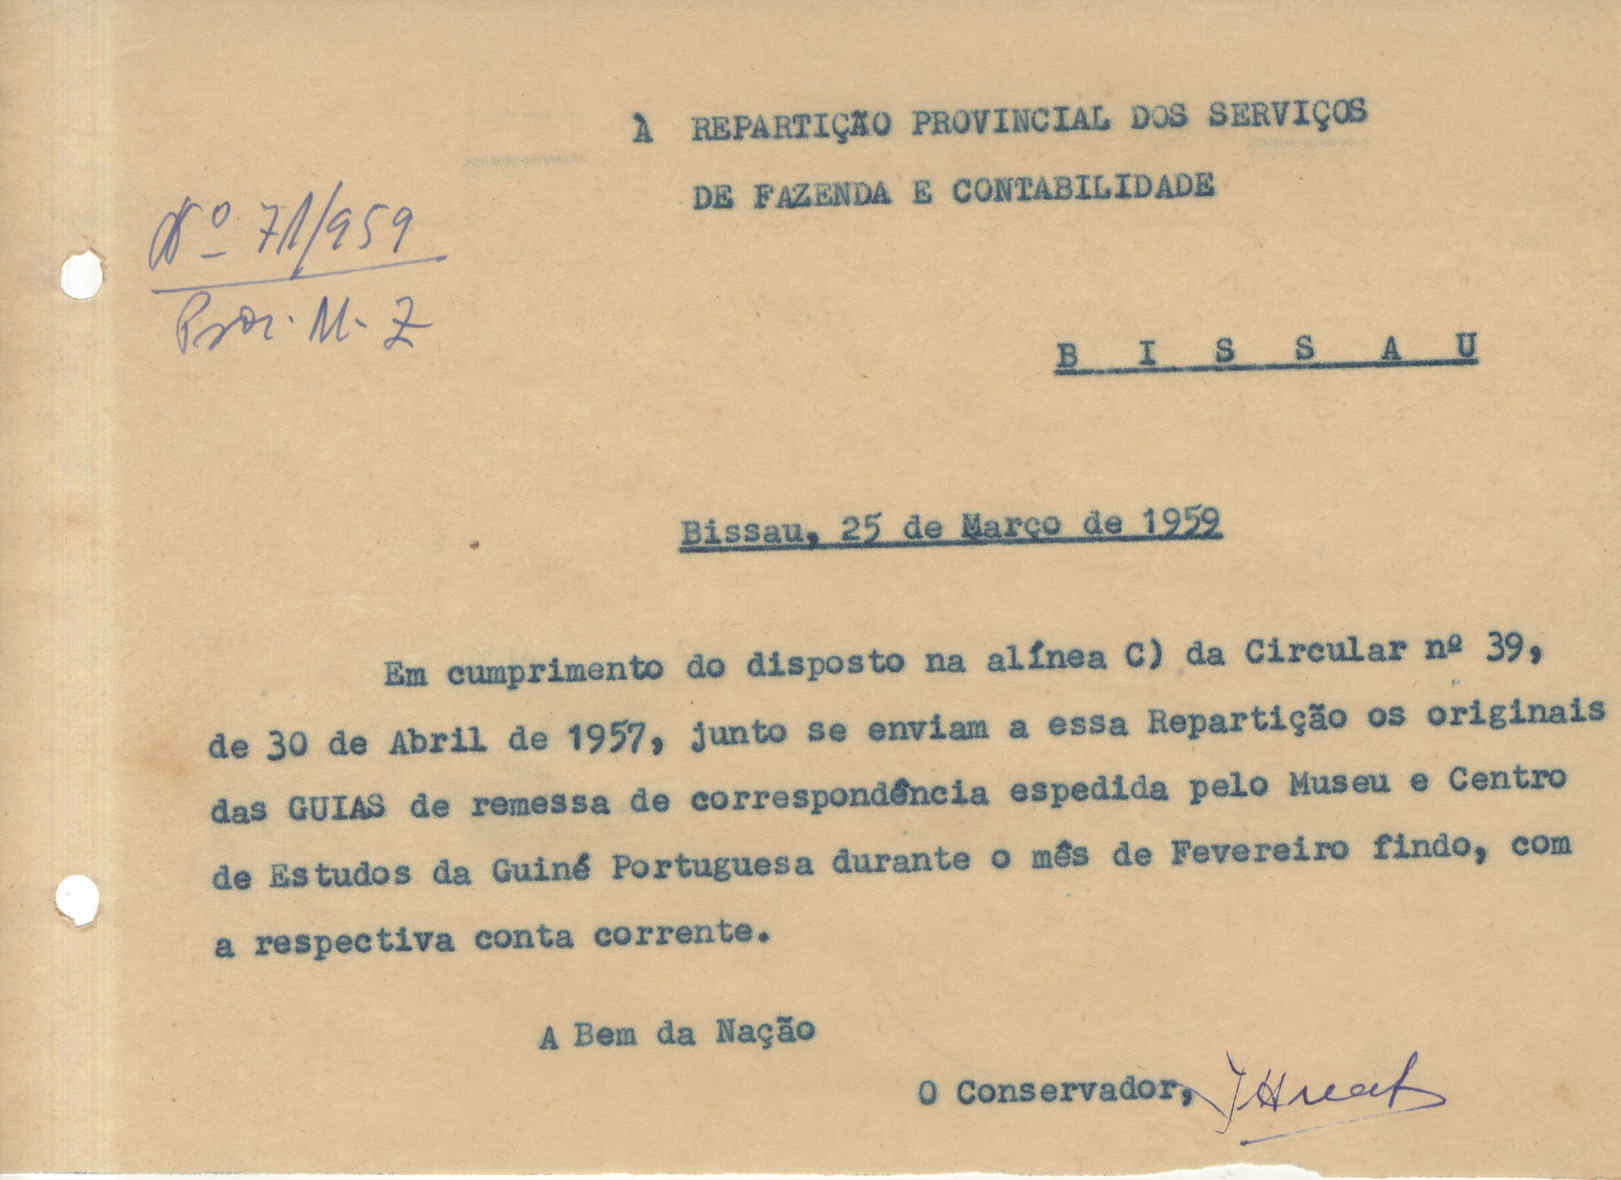 À REPARTIÇÃO PROVINCIAL DOS SERVIÇOS
DE FAZENDA E CONTABILIDADE
Nº 71/959
Proc. M-Z
B I S S A U
Bissau, 25 de Março de 1959
Em cumprimento do disposto na alínea C) da Circular nº 39,
de 30 de Abril de 1957, junto se enviam a essa Repartição os originais
das GUIAS de remessa de correspondência espedida pelo Museu e Centro
de Estudos da Guiné Portuguesa durante o mês de Fevereiro findo, com
a respectiva conta corrente.
A Bem da Nação
O Conservador,